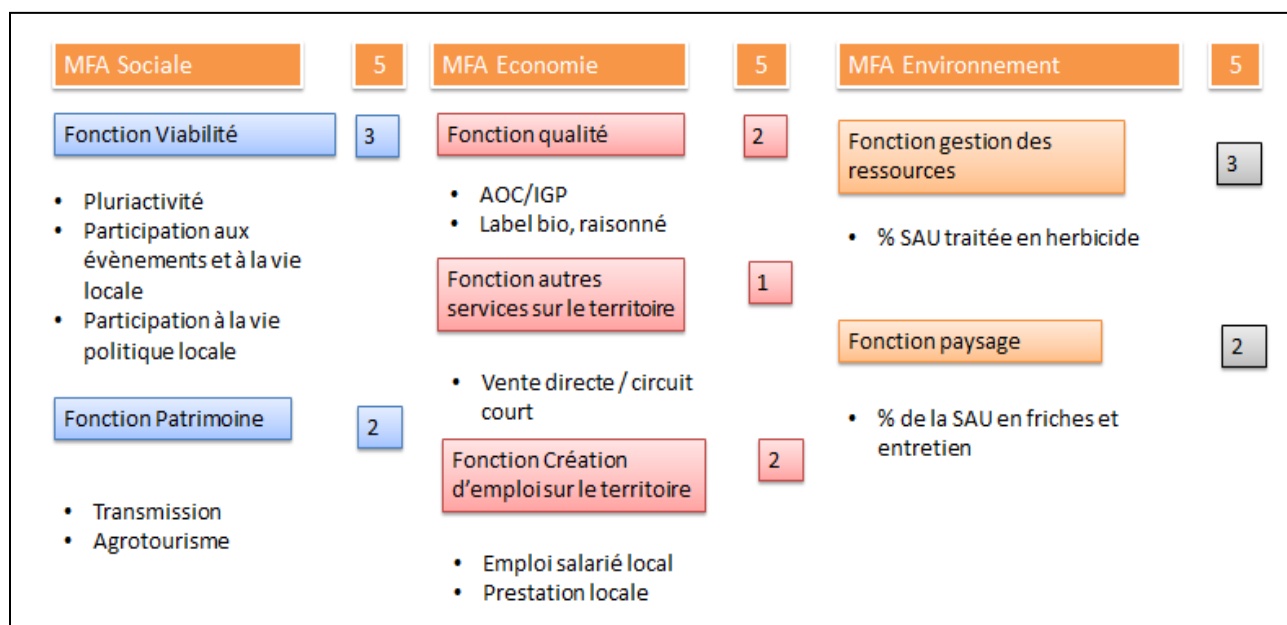 MFA Sociale 5
Fonction Viabilité 3
• Pluriactivité
• Participation aux
évènements et à la vie
locale
• Participation à la vie
politique locale
Fonction Patrimoine 2
• Transmission
• Agrotourisme
MFA Economie 5
Fonction qualité 2
• AOC/IGP
• Label bio, raisonné
Fonction autres
services sur le territoire 1
• Vente directe / circuit
court
Fonction Création
d'emploi sur le territoire 2
• Emploi salarié local
• Prestation locale
MFA Environnement 5
Fonction gestion des
ressources 3
• % SAU traitée en herbicide
Fonction paysage 2
• % de la SAU en friches et
entretien